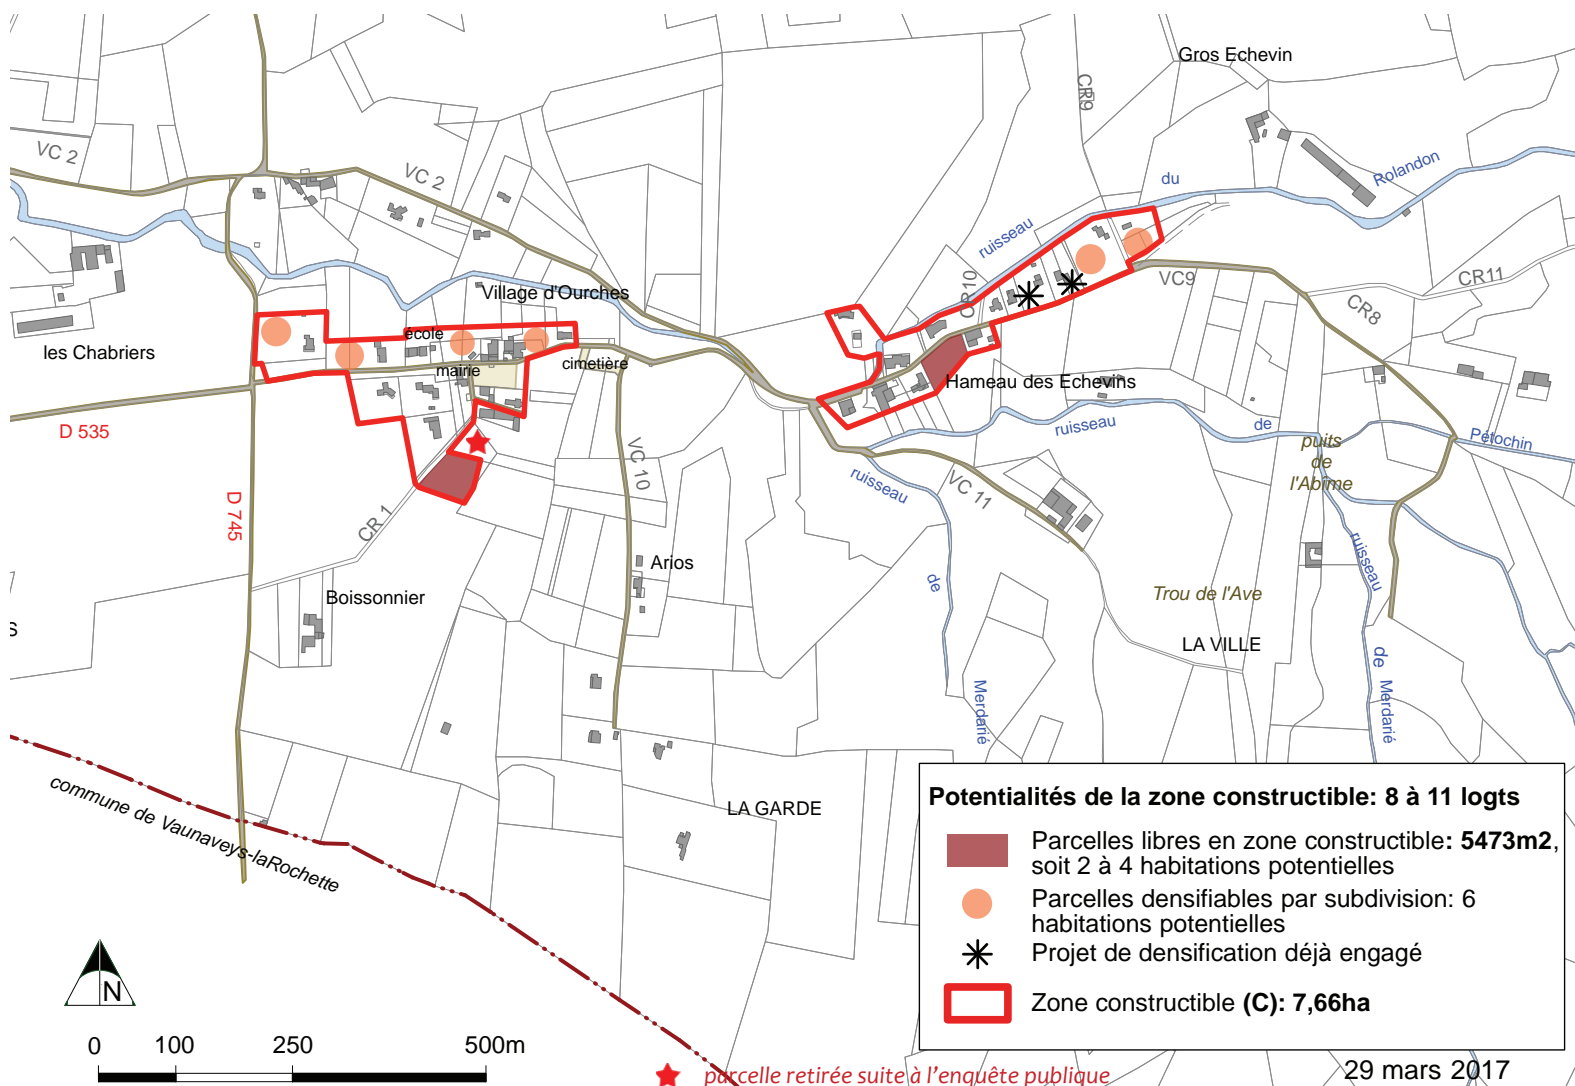 Gros Echevin
CR9
VC 2
VC 2
du
Rolandon
ruisseau
CR10
VC9
CR11
CR8
Village d'Ourches
école
les Chabriers
mairie
cimetière
Hameau des Echevins
D 535
D 745
CR 1
VC 10
ruisseau
de
Pétochin
puits
de
l'Abîme
ruisseau
VC 11
de
Merdarié
ruisseau
de
Merdarié
Arios
Boissonnier
S
Trou de l'Ave
LA VILLE
LA GARDE
commune de Vaunaveys-laRochette
Potentialités de la zone constructible: 8 à 11 logts
Parcelles libres en zone constructible: 5473m2,
soit 2 à 4 habitations potentielles
Parcelles densifiables par subdivision: 6
habitations potentielles
Projet de densification déjà engagé
Zone constructible (C): 7,66ha
N
0 100 250 500m
parcelle retirée suite à l'enquête publique
29 mars 2017